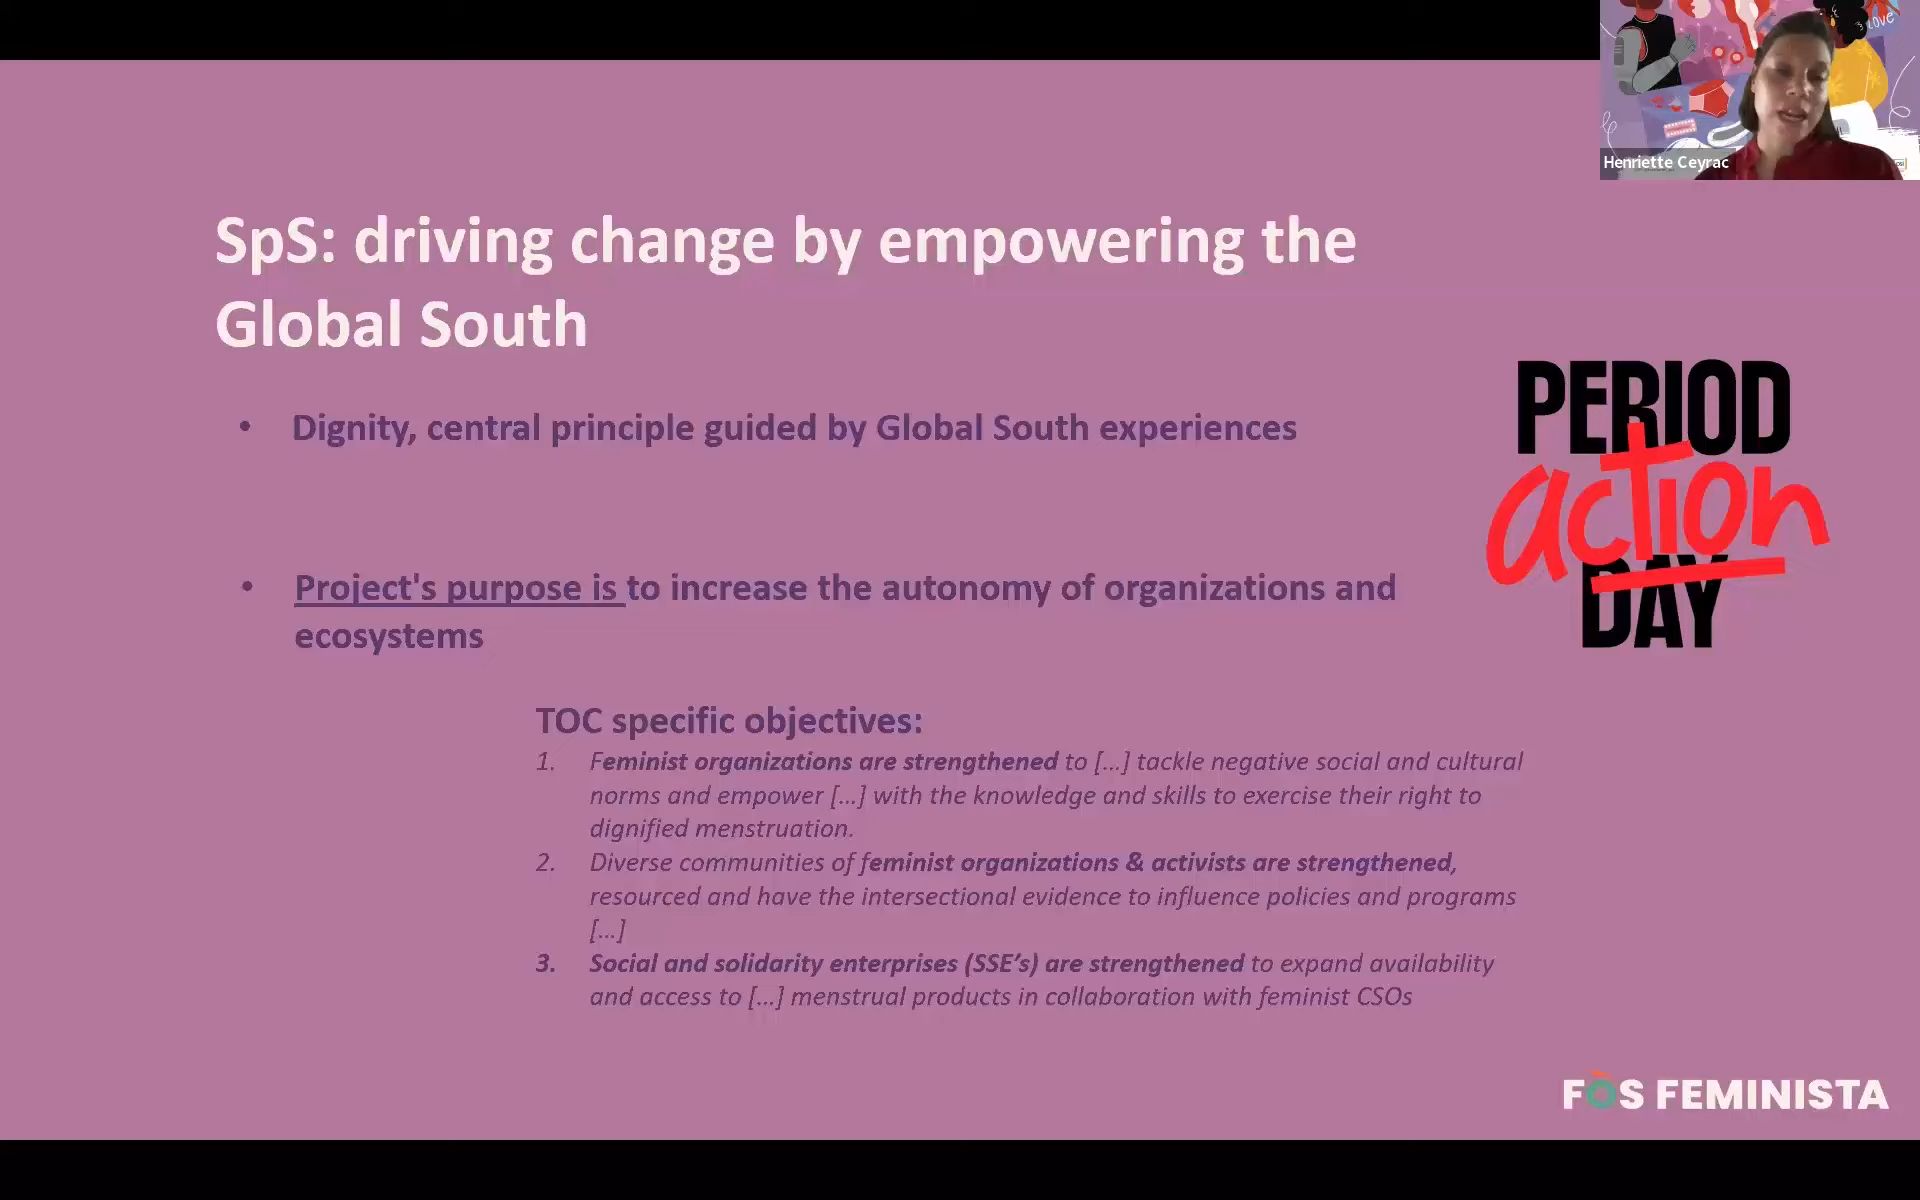 LOVE
Henriette Ceyrac
SpS: driving change by empowering the
Global South
• Dignity, central principle guided by Global South experiences
• Project's purpose is to increase the autonomy of organizations and
ecosystems
PERIOD
action
DAY
TOC specific objectives:
1. Feminist organizations are strengthened to [...] tackle negative social and cultural
norms and empower [...] with the knowledge and skills to exercise their right to
dignified menstruation.
2. Diverse communities of feminist organizations & activists are strengthened,
resourced and have the intersectional evidence to influence policies and programs
[...]
3. Social and solidarity enterprises (SSE’s) are strengthened to expand availability
and access to [...] menstrual products in collaboration with feminist CSOs
FÒS FEMINISTA